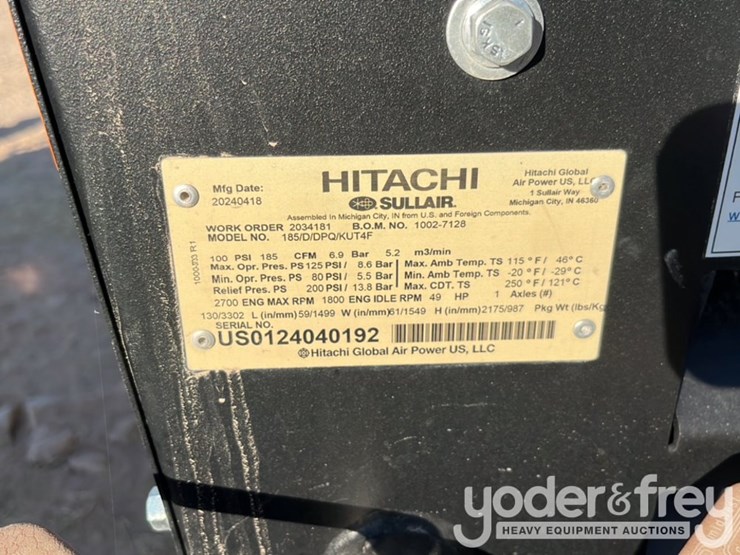 Mfg Date:
20240418
HITACHI
SULLAIR.
Hitachi Global
Air Power US, LLC
1 Sullair Way
Michigan City, IN 46360
Assembled in Michigan City, IN from U.S. and Foreign Components.
WORK ORDER 2034181 B.O.M. NO. 1002-7128
MODEL NO. 185/D/DPQ/KUT4F
100 PSI 185 CFM 6.9 Bar 5.2 m3/min
Max. Opr. Pres. PS 125 PSI / 8.6 Bar Max. Amb Temp. TS 115 °F / 46°C
Min. Opr. Pres. PS 80 PSI / 5.5 Bar Min. Amb Temp. TS -20 °F / -29°C
Relief Pres. PS 200 PSI / 13.8 Bar Max. CDT. TS 250 °F / 121°C
2700 ENG MAX RPM 1800 ENG IDLE RPM 49 HP 1 Axles (#)
130/3302 L (in/mm) 59/1499 W (in/mm) 61/1549 H (in/mm) 2175/987 Pkg Wt (lbs/Kg
SERIAL NO.
US0124040192
Hitachi Global Air Power US, LLC
yoder&frey
HEAVY EQUIPMENT AUCTIONS